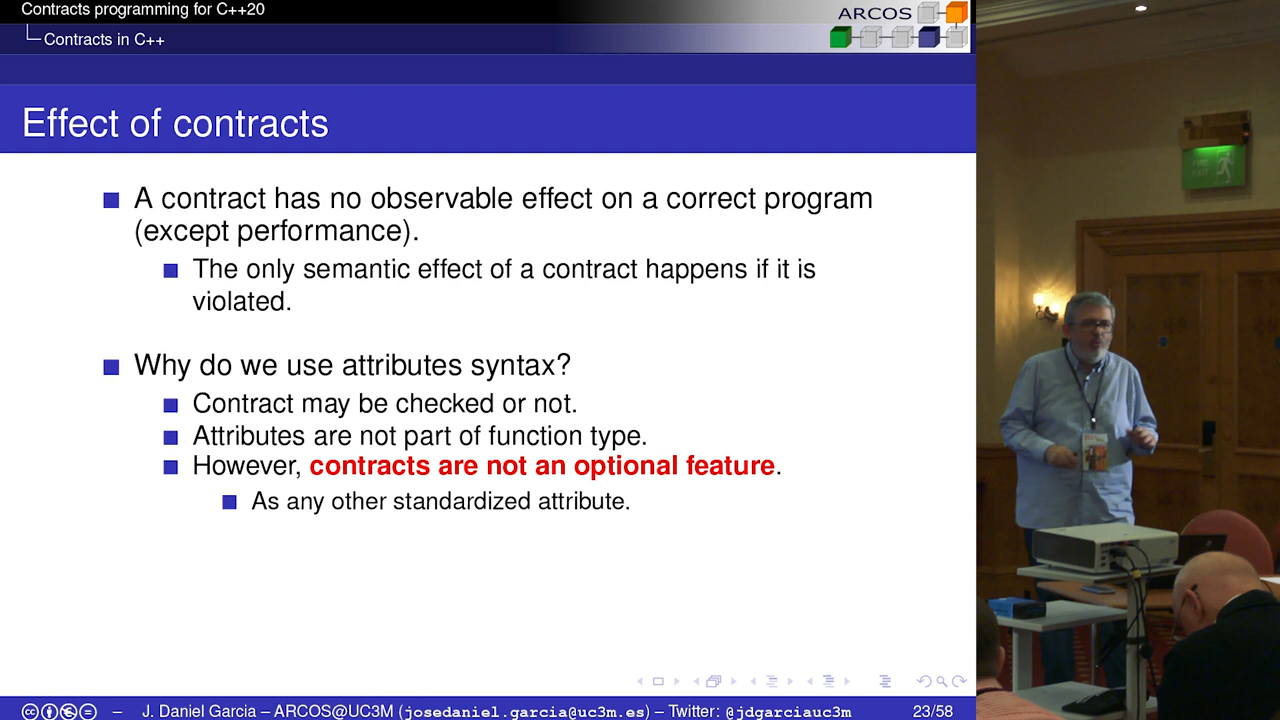 Contracts programming for C++20
Contracts in C++
ARCOS
Effect of contracts
A contract has no observable effect on a correct program
(except performance).
The only semantic effect of a contract happens if it is
violated.
Why do we use attributes syntax?
Contract may be checked or not.
Attributes are not part of function type.
However, contracts are not an optional feature.
As any other standardized attribute.
– J. Daniel Garcia – ARCOS@UC3M (josedaniel.garcia@uc3m.es) – Twitter: @jdgarciauc3m 23/58